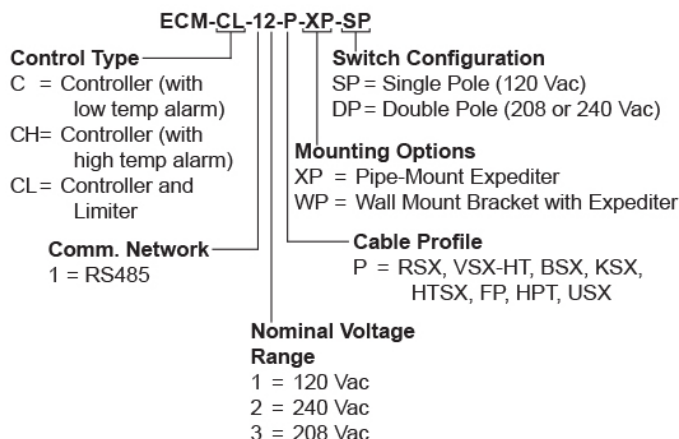 ECM-CL-12-P-XP-SP
Control Type
C = Controller (with
low temp alarm)
CH= Controller (with
high temp alarm)
CL= Controller and
Limiter
Switch Configuration
SP = Single Pole (120 Vac)
DP = Double Pole (208 or 240 Vac)
Mounting Options
XP = Pipe-Mount Expediter
WP = Wall Mount Bracket with Expediter
Comm. Network
1 = RS485
Cable Profile
P = RSX, VSX-HT, BSX, KSX,
HTSX, FP, HPT, USX
Nominal Voltage
Range
1 = 120 Vac
2 = 240 Vac
3 = 208 Vac